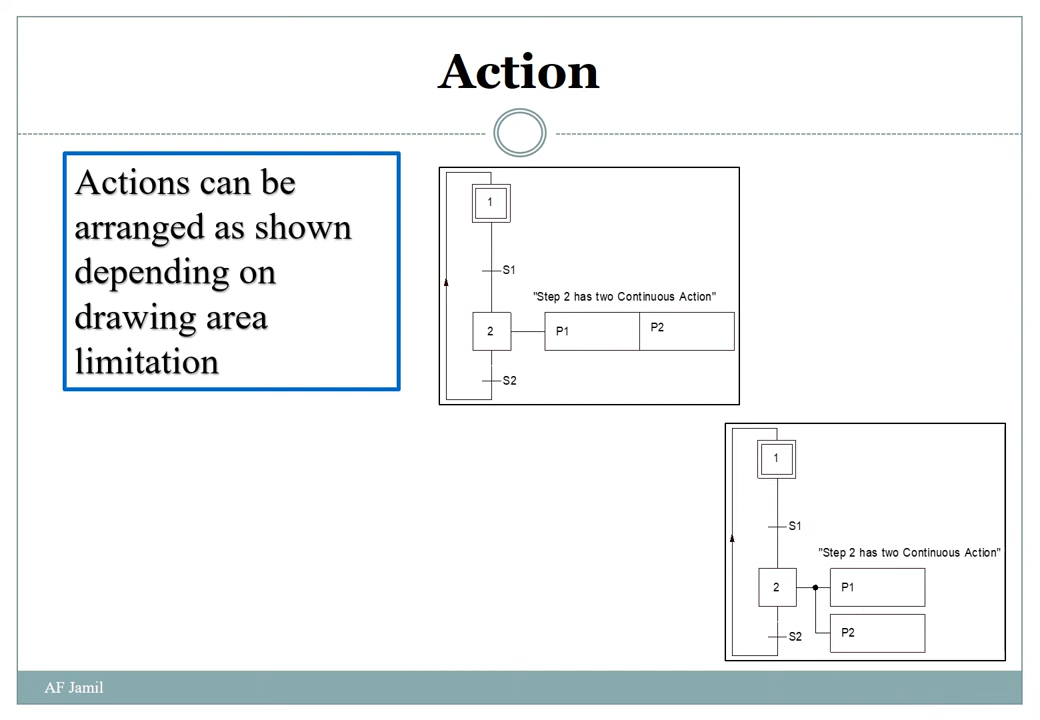 Action
Actions can be
arranged as shown
depending on
drawing area
limitation
1
S1
"Step 2 has two Continuous Action"
2
P1
P2
S2
1
S1
"Step 2 has two Continuous Action"
2
P1
P2
S2
AF Jamil